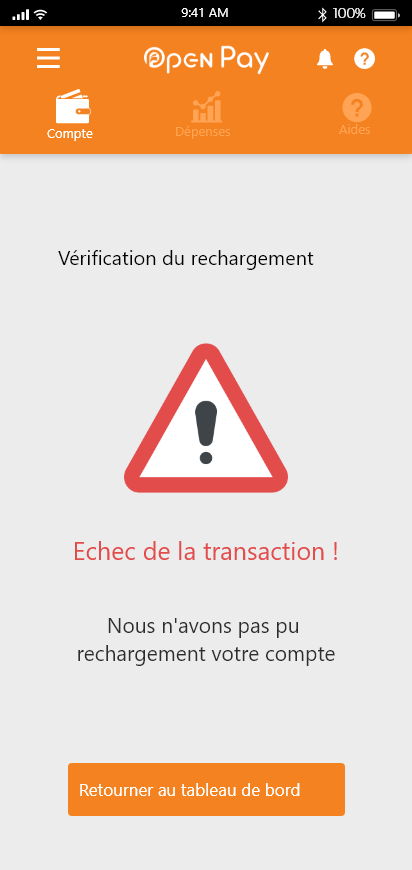 9:41 AM 100%
Open Pay
Compte Dépenses Aides
Vérification du rechargement
Echec de la transaction !
Nous n'avons pas pu
rechargement votre compte
Retourner au tableau de bord